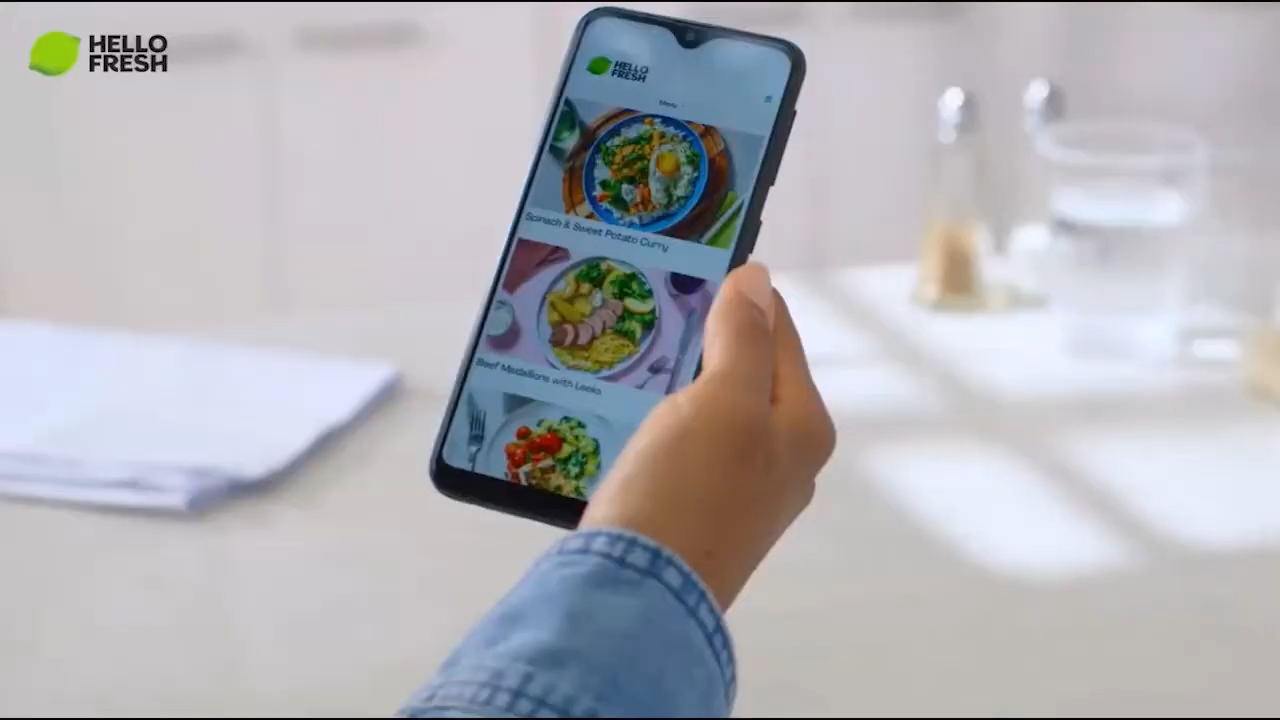 HELLO
FRESH
HELLO
FRESH
Menu
Spinach & Sweet Potato Curry
Beef Medallions with Leeks